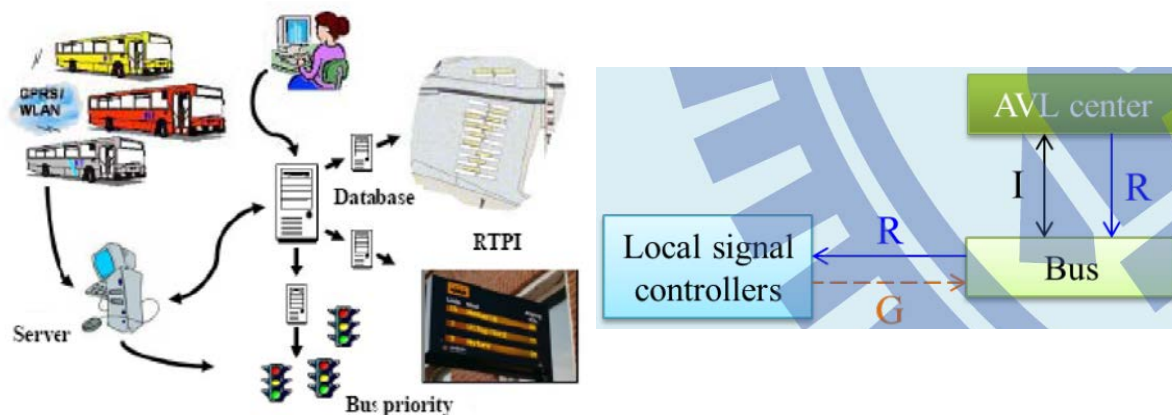 GPRS/
WLAN
Database
RTPI
Server
Bus priority
AVL center
I
R
R
Local signal
controllers
Bus
G